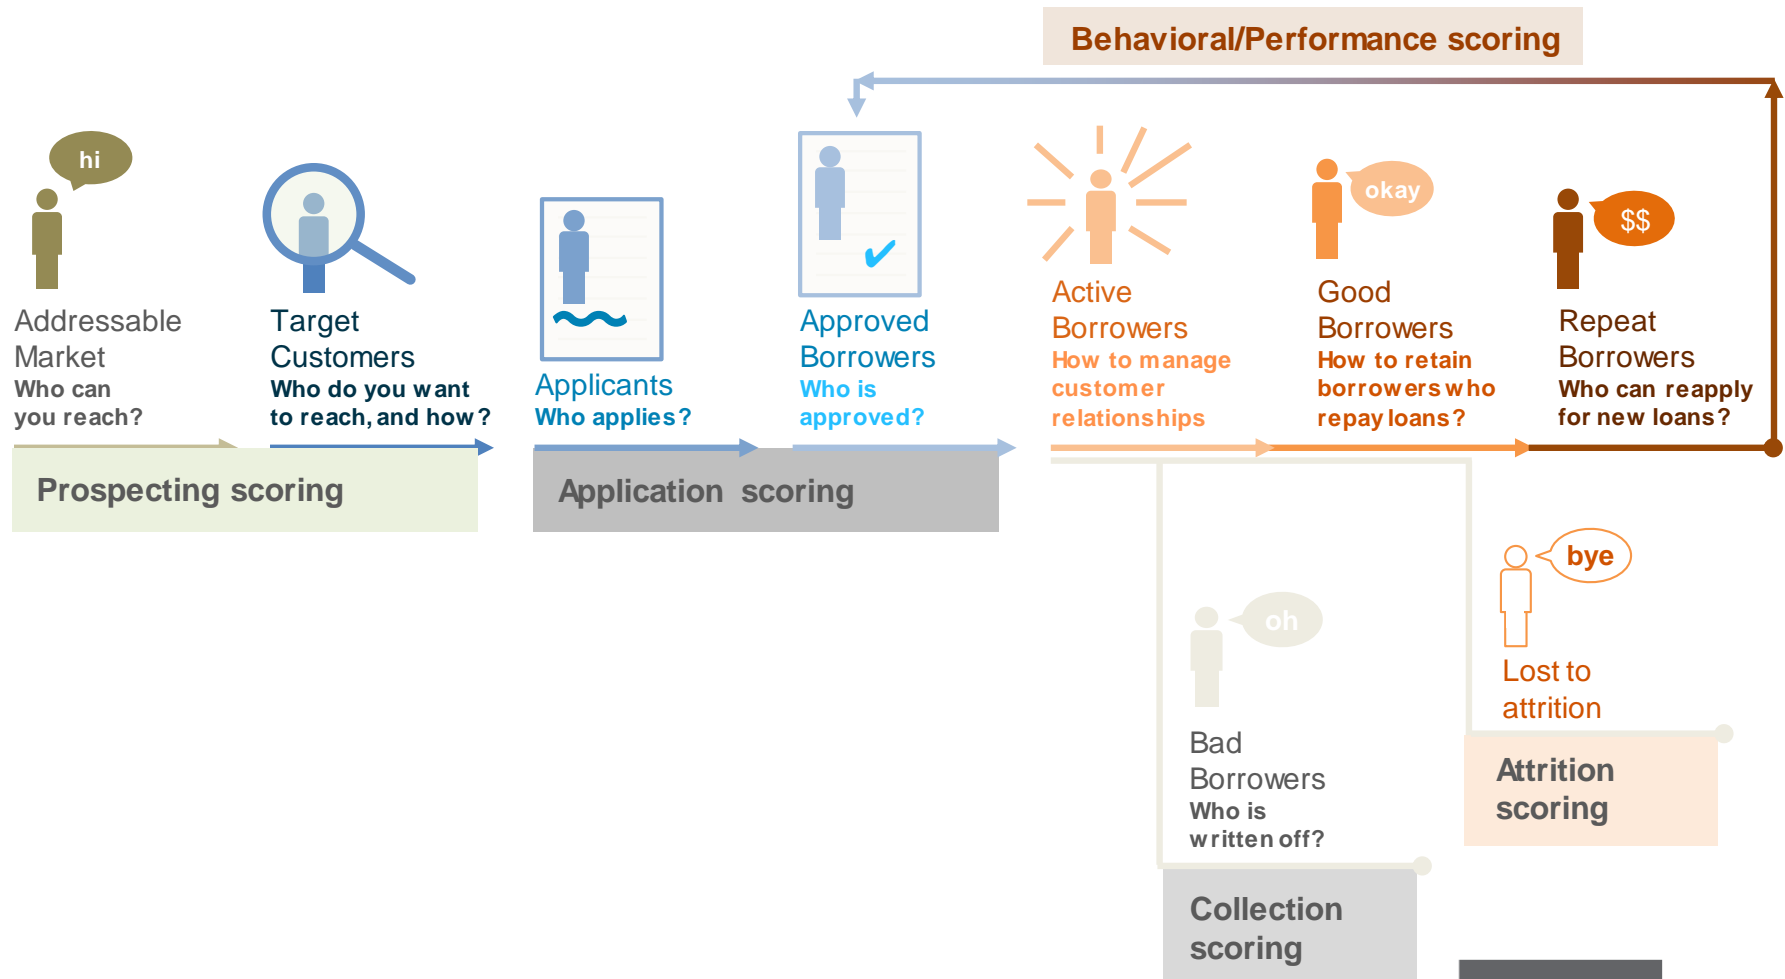 Behavioral/Performance scoring
hi
Addressable
Market
Who can
you reach?
Target
Customers
Who do you want
to reach, and how?
Applicants
Who applies?
Approved
Borrowers
Who is
approved?
Active
Borrowers
How to manage
customer
relationships
okay
Good
Borrowers
How to retain
borrowers who
repay loans?
$$
Repeat
Borrowers
Who can reapply
for new loans?
Prospecting scoring
Application scoring
oh
Bad
Borrowers
Who is
written off?
Collection
scoring
bye
Lost to
attrition
Attrition
scoring